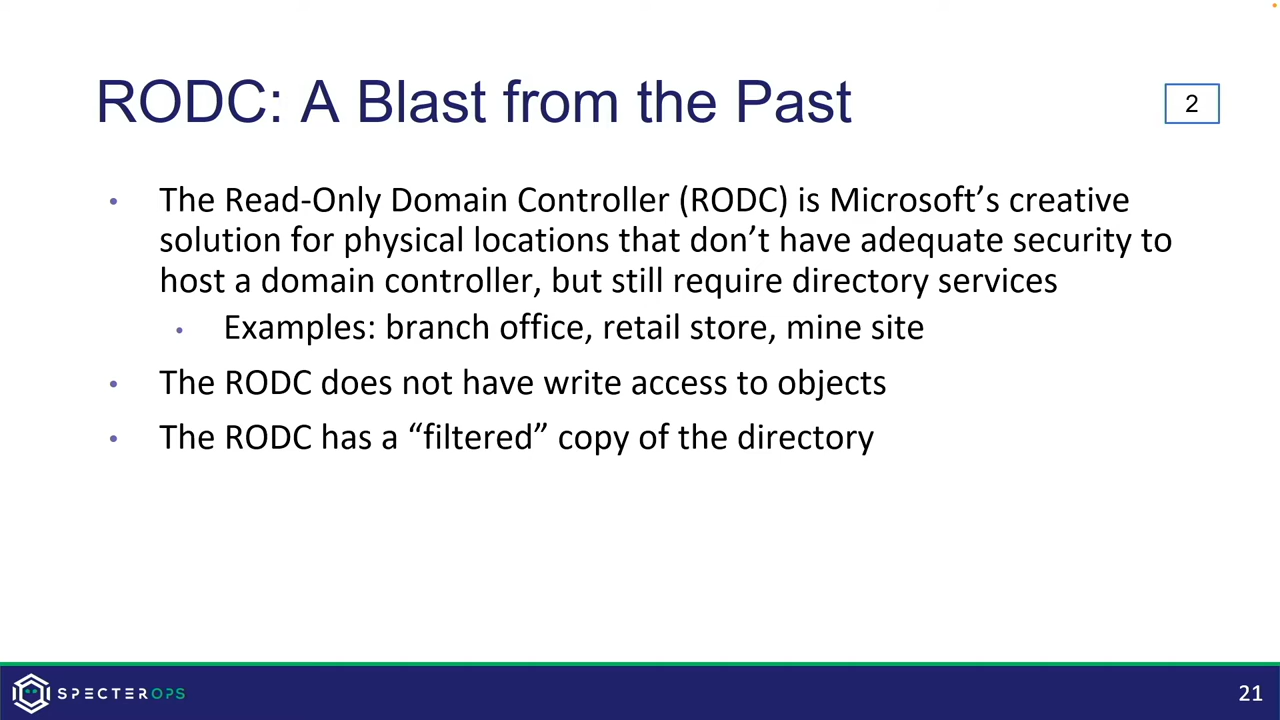 RODC: A Blast from the Past
2
• The Read-Only Domain Controller (RODC) is Microsoft’s creative
solution for physical locations that don’t have adequate security to
host a domain controller, but still require directory services
• Examples: branch office, retail store, mine site
• The RODC does not have write access to objects
• The RODC has a “filtered” copy of the directory
SPECTEROPS
21